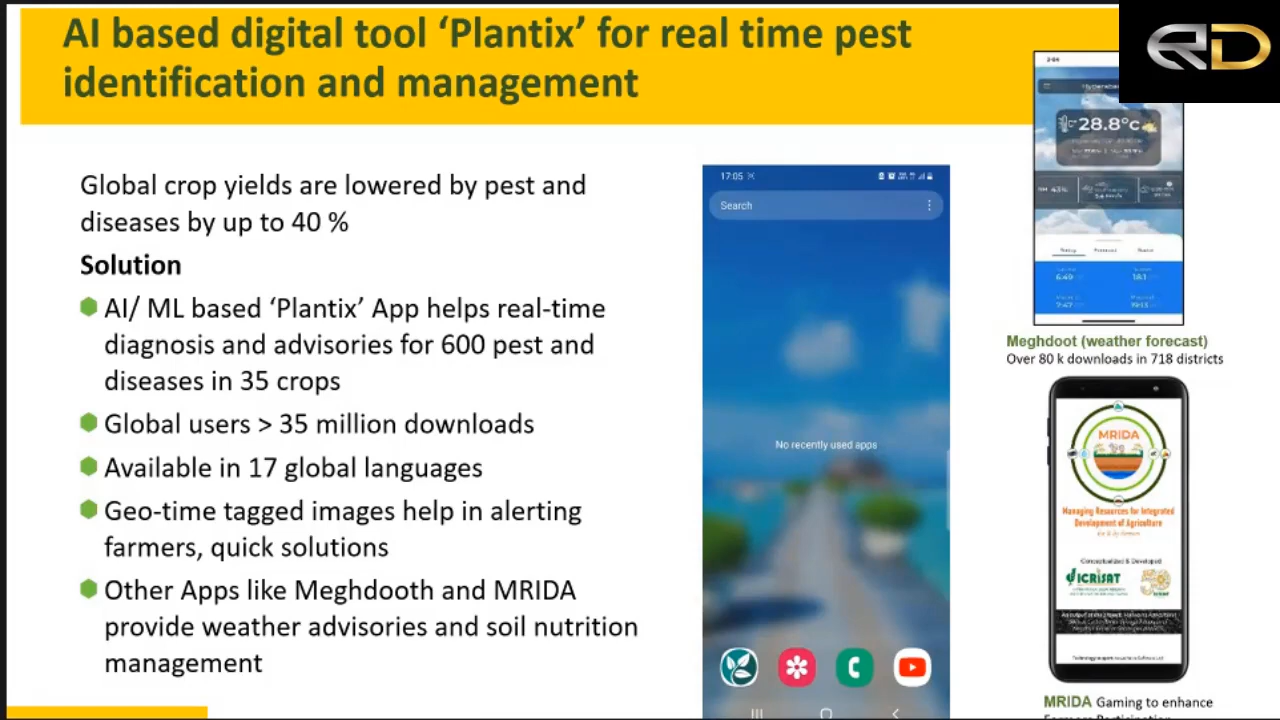 AI based digital tool ‘Plantix’ for real time pest
identification and management
RD
Global crop yields are lowered by pest and
diseases by up to 40 %
Solution
AI/ ML based ‘Plantix’ App helps real-time
diagnosis and advisories for 600 pest and
diseases in 35 crops
Global users > 35 million downloads
Available in 17 global languages
Geo-time tagged images help in alerting
farmers, quick solutions
Other Apps like Meghdooth and MRIDA
provide weather advisories and soil nutrition
management
17:05
Search
No recently used apps
28.8°c
43%
Meghdoot (weather forecast)
Over 80 k downloads in 718 districts
MRIDA
Managing Resources for Integrated
Development of Agriculture
Conceptualized & Developed
ICRISAT
MRIDA Gaming to enhance